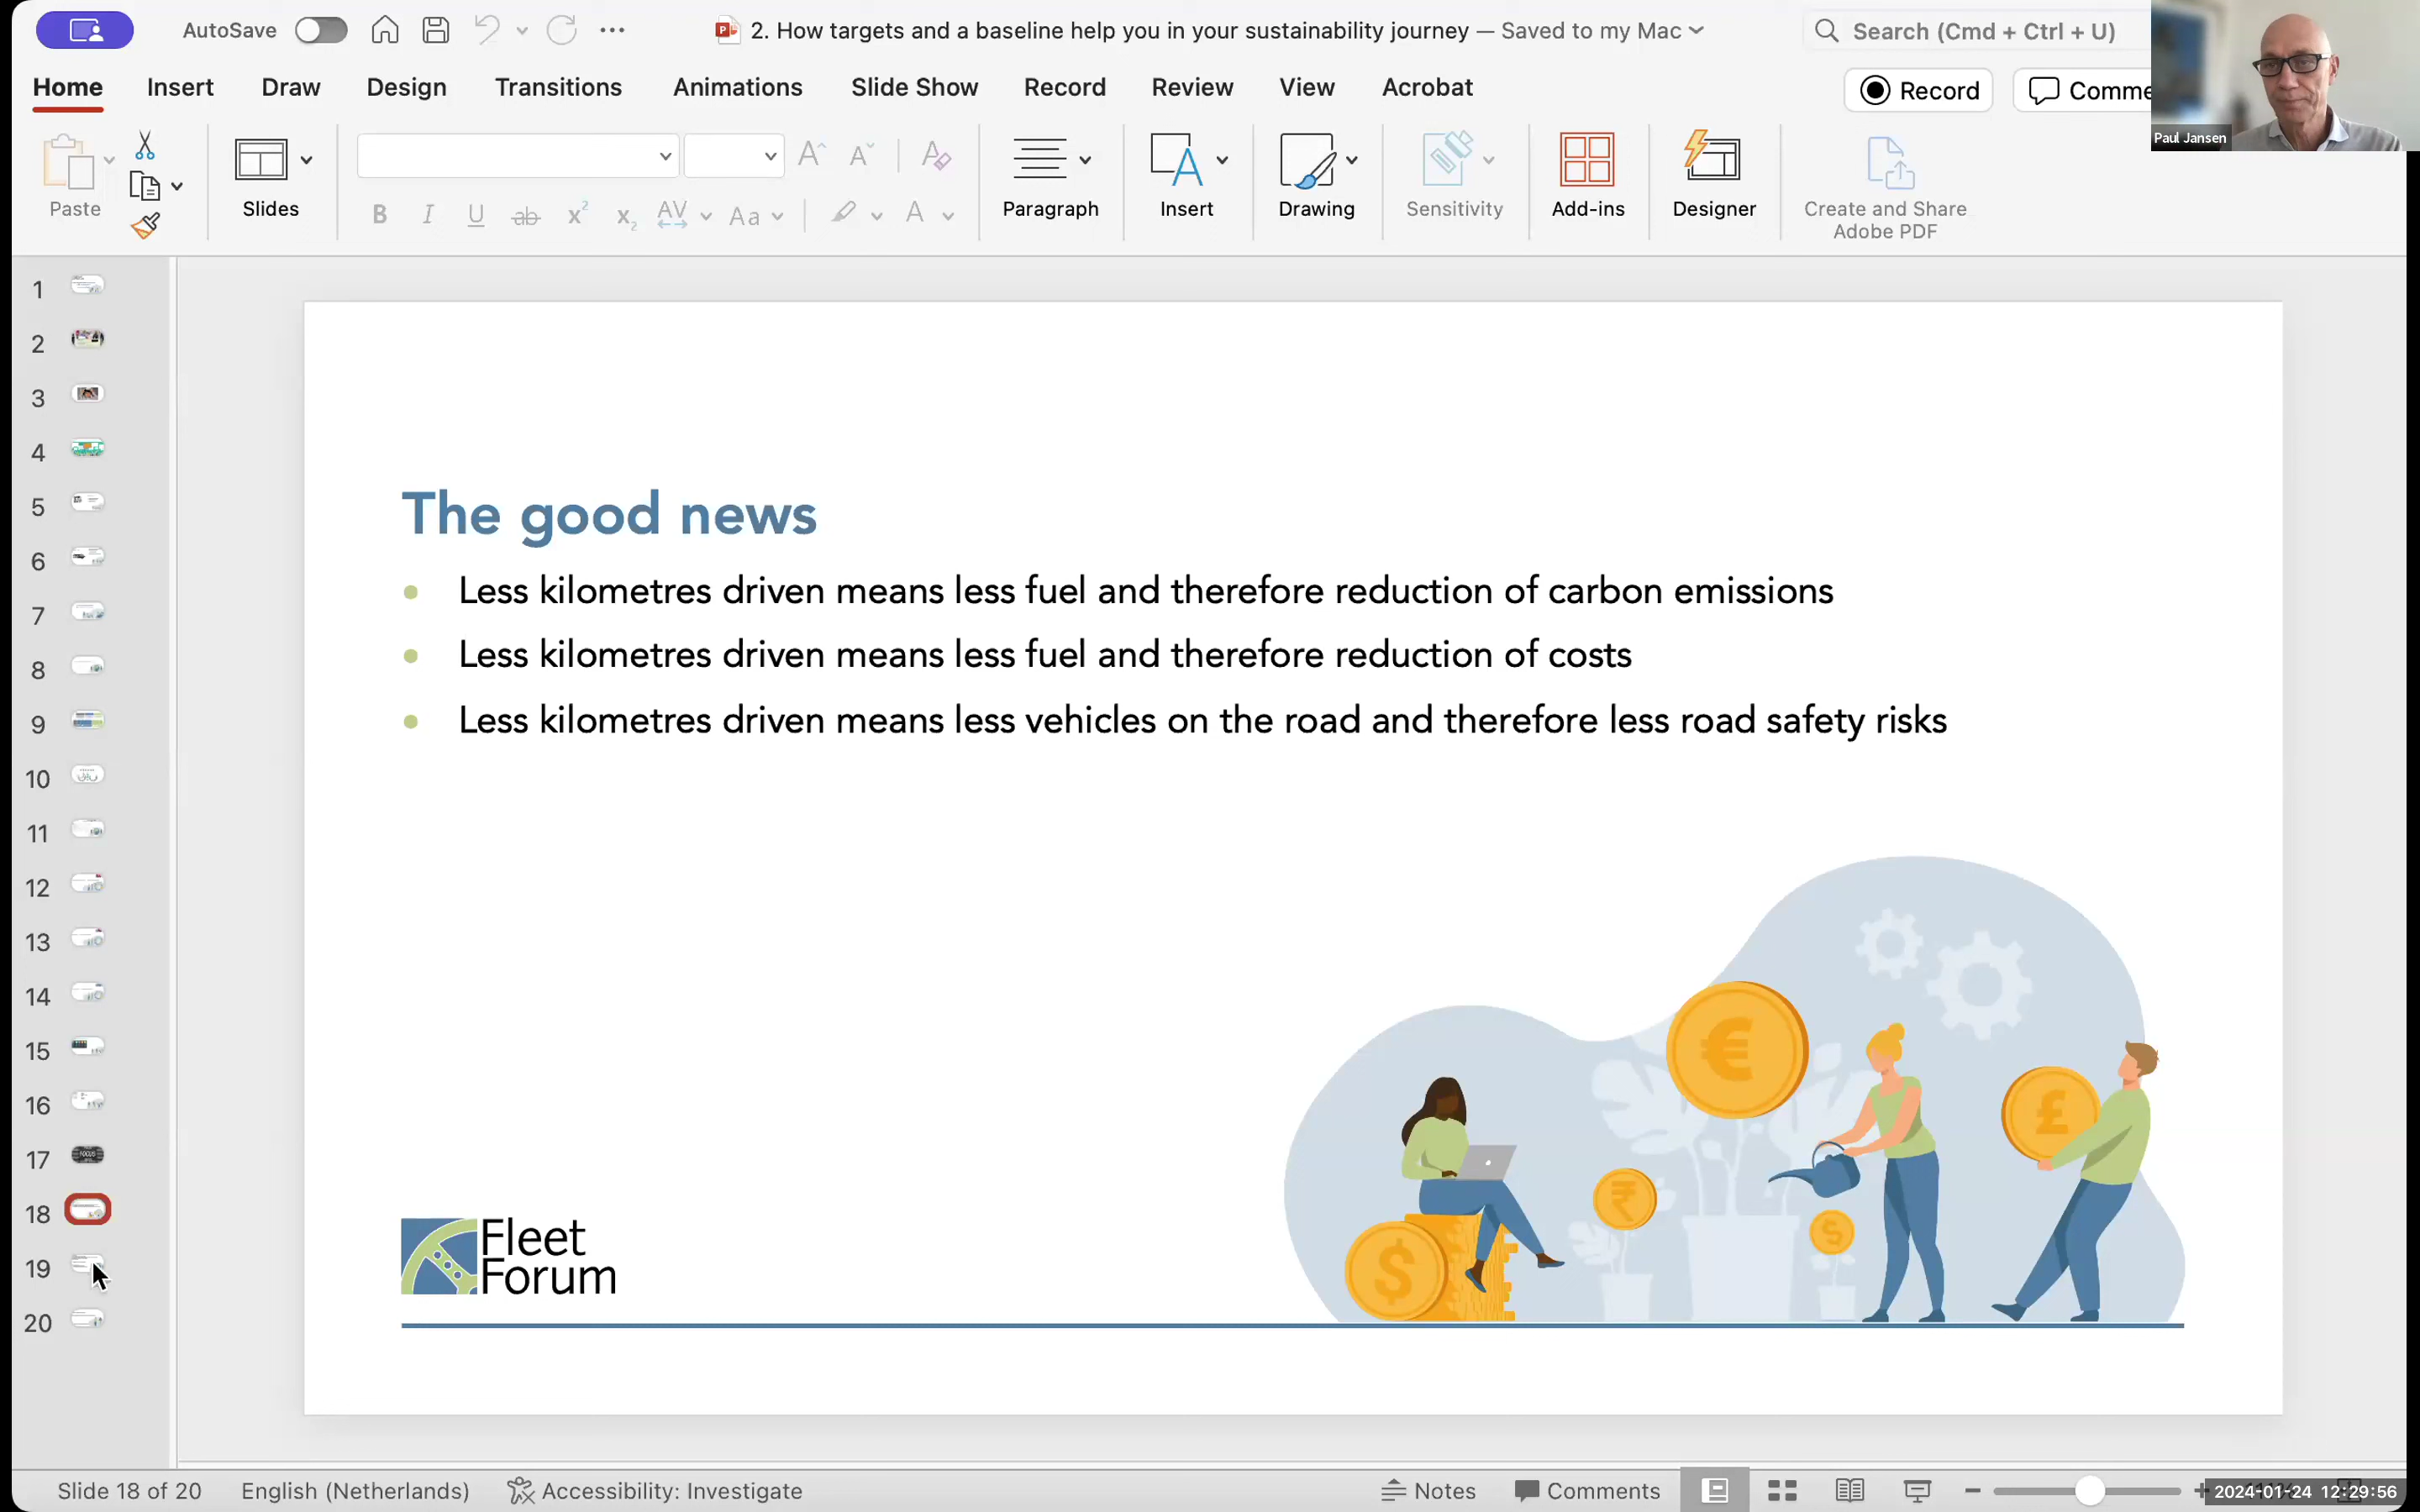 AutoSave
2. How targets and a baseline help you in your sustainability journey — Saved to my Mac
Search (Cmd + Ctrl + U)
Home Insert Draw Design Transitions Animations Slide Show Record Review View Acrobat
Record
Comme
Paul Jansen
Paste
Slides
B I U ab x² x₂ AV Aa A
Paragraph
Insert
Drawing
Sensitivity
Add-ins
Designer
Create and Share
Adobe PDF
1
2
3
4
5
6
7
8
9
10
11
12
13
14
15
16
17
FOCUS
18
19
20
The good news
• Less kilometres driven means less fuel and therefore reduction of carbon emissions
• Less kilometres driven means less fuel and therefore reduction of costs
• Less kilometres driven means less vehicles on the road and therefore less road safety risks
€
£
₹
$
$
Fleet
Forum
Slide 18 of 20
English (Netherlands)
Accessibility: Investigate
Notes
Comments
2024-01-24 12:29:56